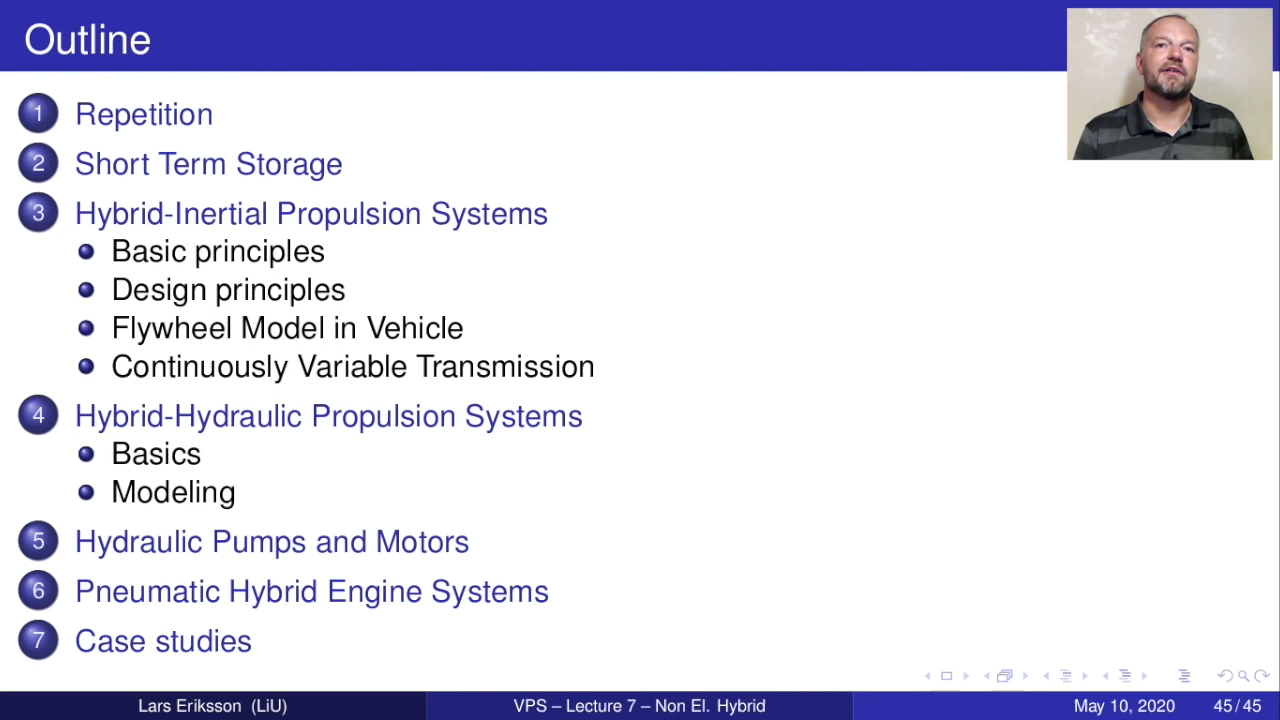 Outline
1 Repetition
2 Short Term Storage
3 Hybrid-Inertial Propulsion Systems
Basic principles
Design principles
Flywheel Model in Vehicle
Continuously Variable Transmission
4 Hybrid-Hydraulic Propulsion Systems
Basics
Modeling
5 Hydraulic Pumps and Motors
6 Pneumatic Hybrid Engine Systems
7 Case studies
Lars Eriksson (LiU) VPS – Lecture 7 – Non El. Hybrid May 10, 2020 45 / 45